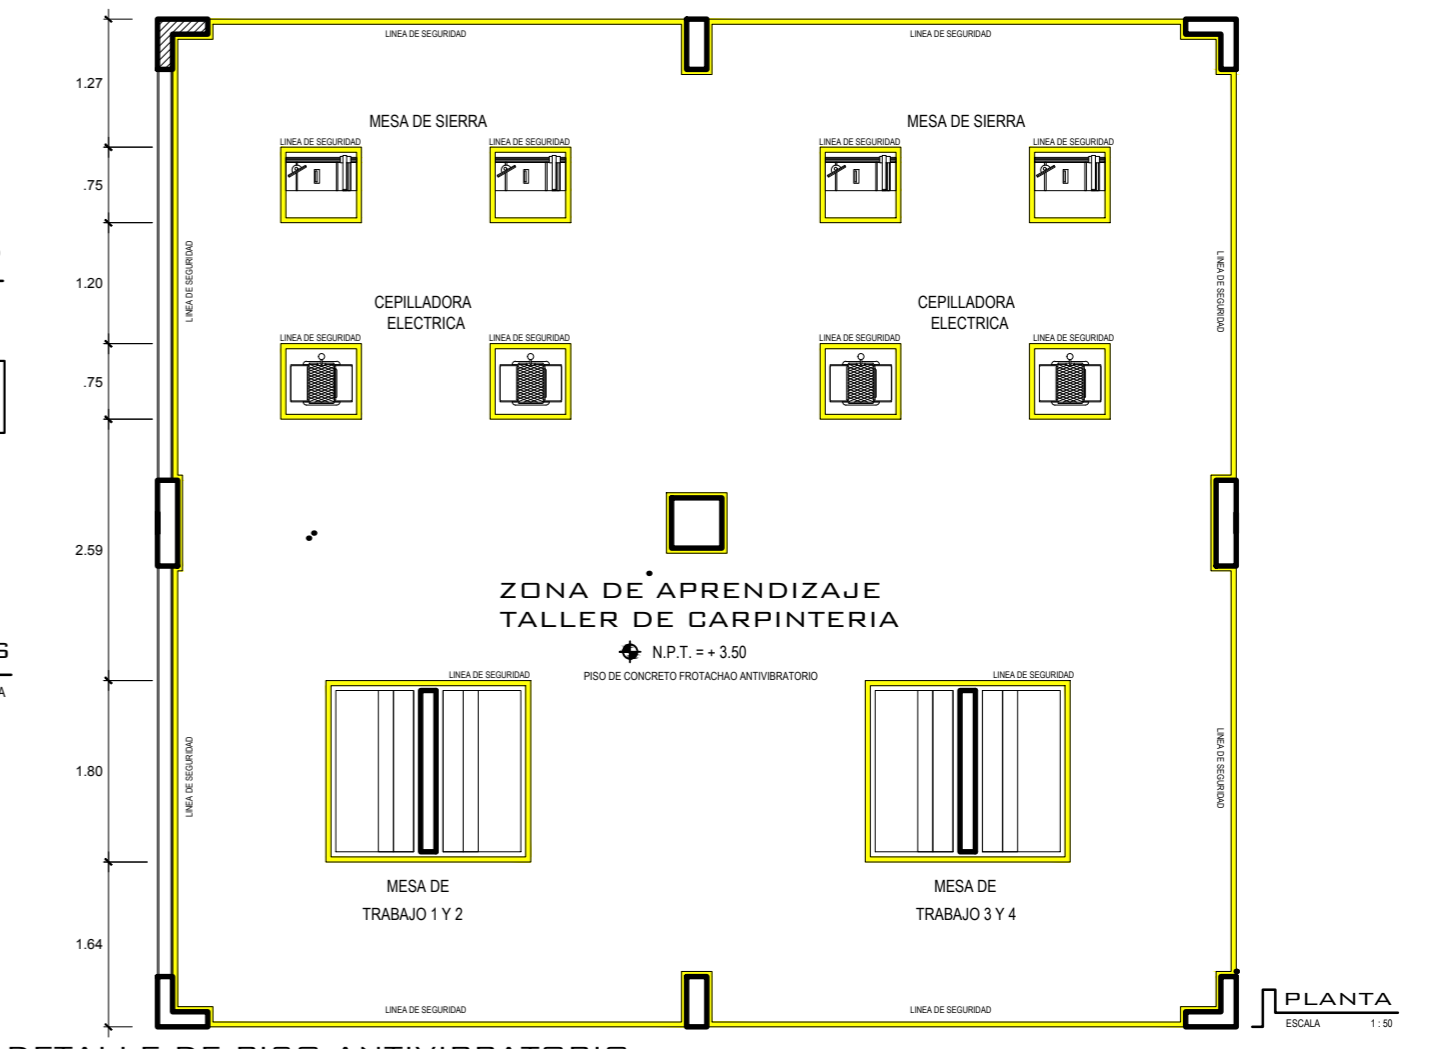 LINEA DE SEGURIDAD LINEA DE SEGURIDAD
1.27
MESA DE SIERRA MESA DE SIERRA
LINEA DE SEGURIDAD LINEA DE SEGURIDAD LINEA DE SEGURIDAD LINEA DE SEGURIDAD
.75
LINEA DE SEGURIDAD LINEA DE SEGURIDAD
1.20
CEPILLADORA CEPILLADORA
ELECTRICA ELECTRICA
LINEA DE SEGURIDAD LINEA DE SEGURIDAD LINEA DE SEGURIDAD LINEA DE SEGURIDAD
.75
2.59
ZONA DE APRENDIZAJE
TALLER DE CARPINTERIA
N.P.T. = + 3.50
PISO DE CONCRETO FROTACHAO ANTIVIBRATORIO
S
A
LINEA DE SEGURIDAD LINEA DE SEGURIDAD
LINEA DE SEGURIDAD LINEA DE SEGURIDAD
1.80
MESA DE MESA DE
TRABAJO 1 Y 2 TRABAJO 3 Y 4
1.64
LINEA DE SEGURIDAD LINEA DE SEGURIDAD
PLANTA
ESCALA 1 : 50
DETALLE DE PISO ANTIVIBRATORIO